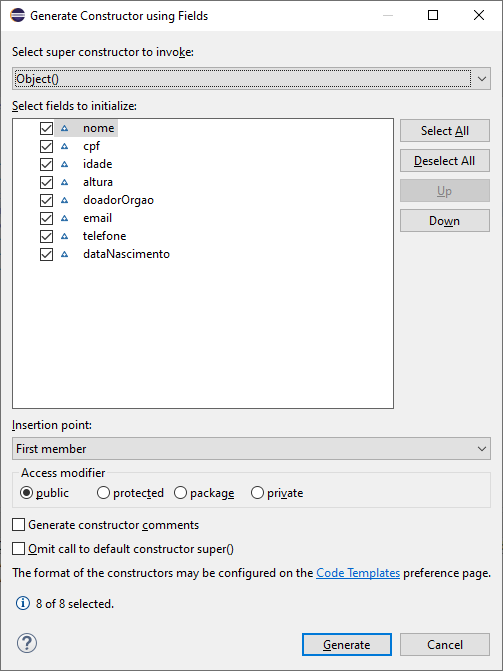 Generate Constructor using Fields
Select super constructor to invoke:
Object()
Select fields to initialize:
nome
cpf
idade
altura
doadorOrgao
email
telefone
dataNascimento
Select All
Deselect All
Up
Down
Insertion point:
First member
Access modifier
public protected package private
Generate constructor comments
Omit call to default constructor super()
The format of the constructors may be configured on the Code Templates preference page.
8 of 8 selected.
Generate Cancel